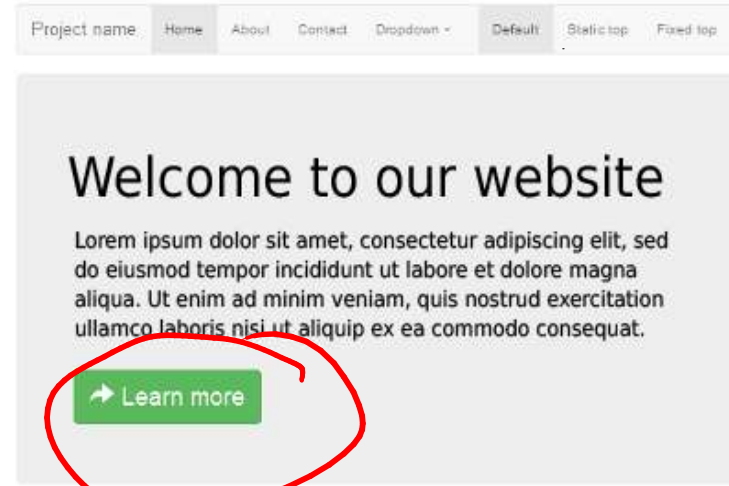 Project name Home About Contact Dropdown Default Static top Fixed top
Welcome to our website
Lorem ipsum dolor sit amet, consectetur adipiscing elit, sed
do eiusmod tempor incididunt ut labore et dolore magna
aliqua. Ut enim ad minim veniam, quis nostrud exercitation
ullamco laboris nisi ut aliquip ex ea commodo consequat.
Learn more